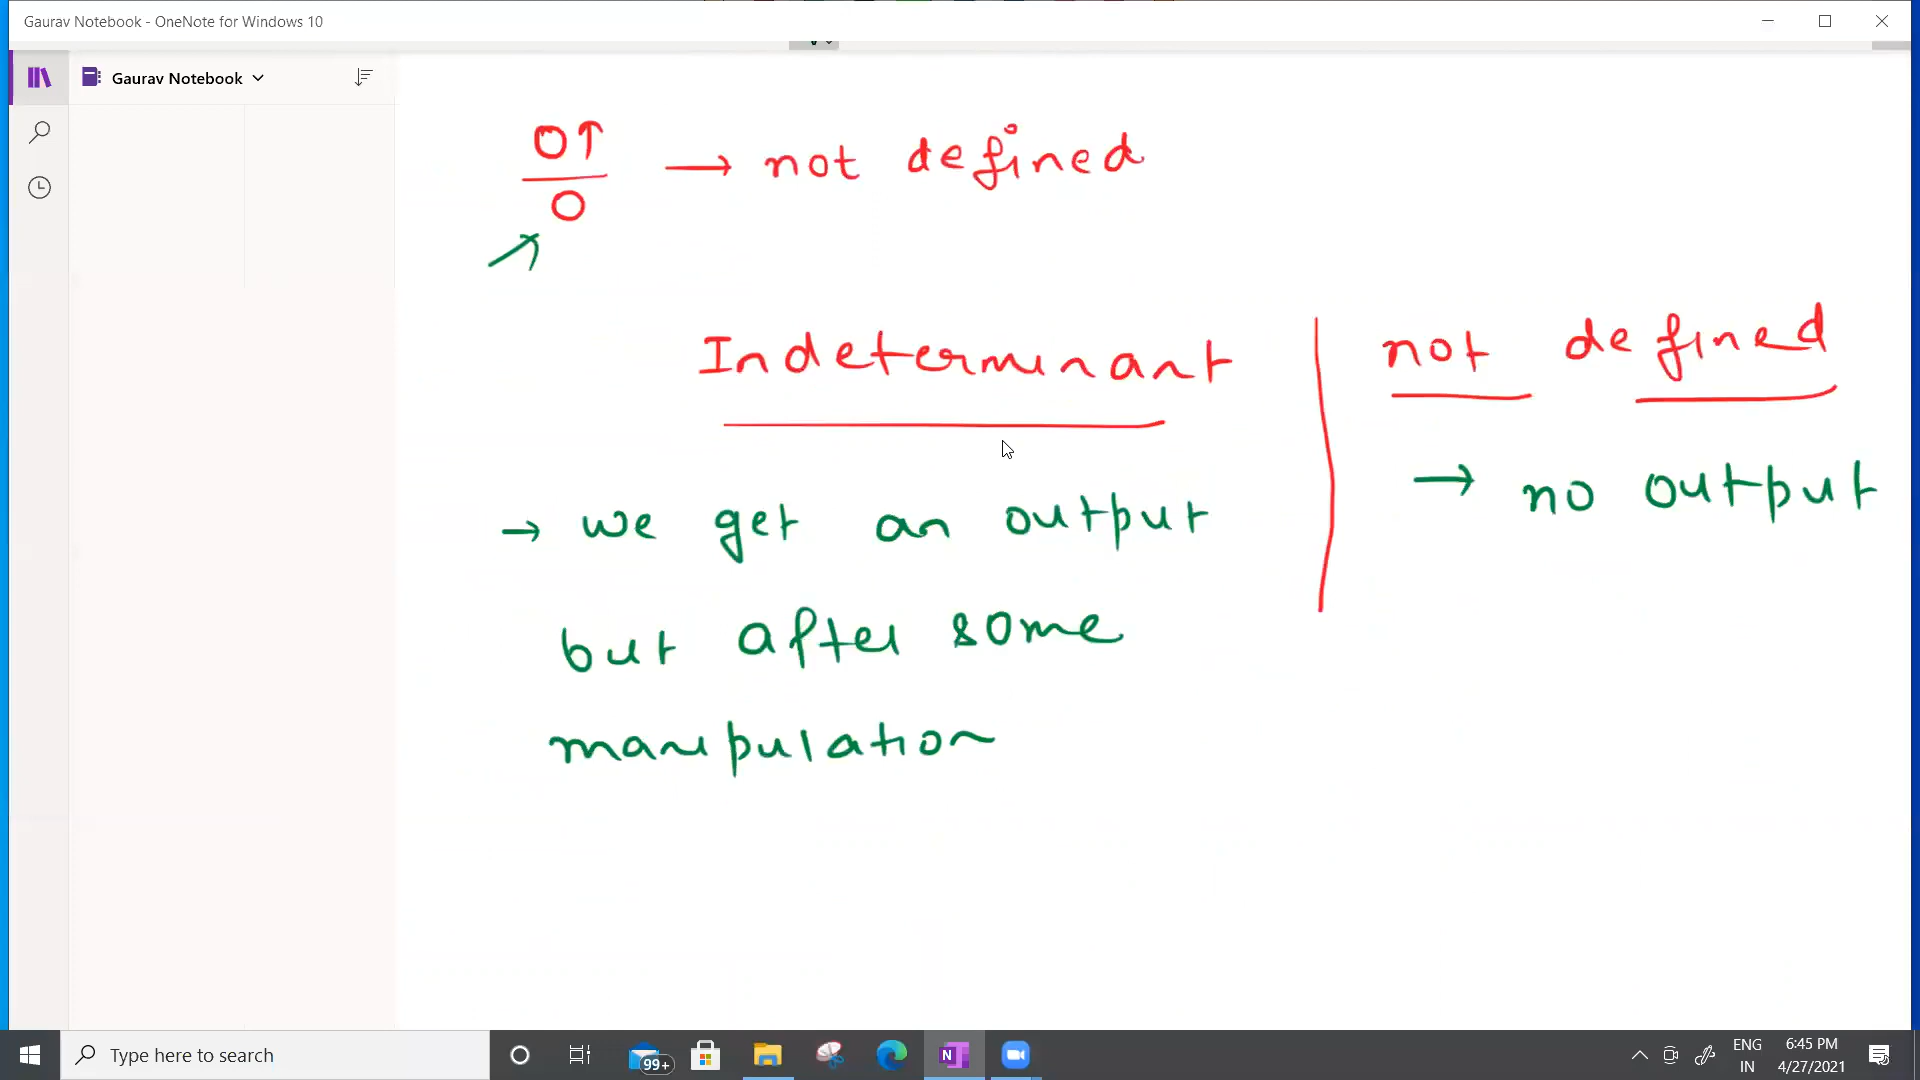 Gaurav Notebook - OneNote for Windows 10
Gaurav Notebook
0↑
0
→ not defined
Indeterminant
not defined
→ we get an output
→ no output
but after some
manipulation
Type here to search
99+
N
ENG
IN
6:45 PM
4/27/2021